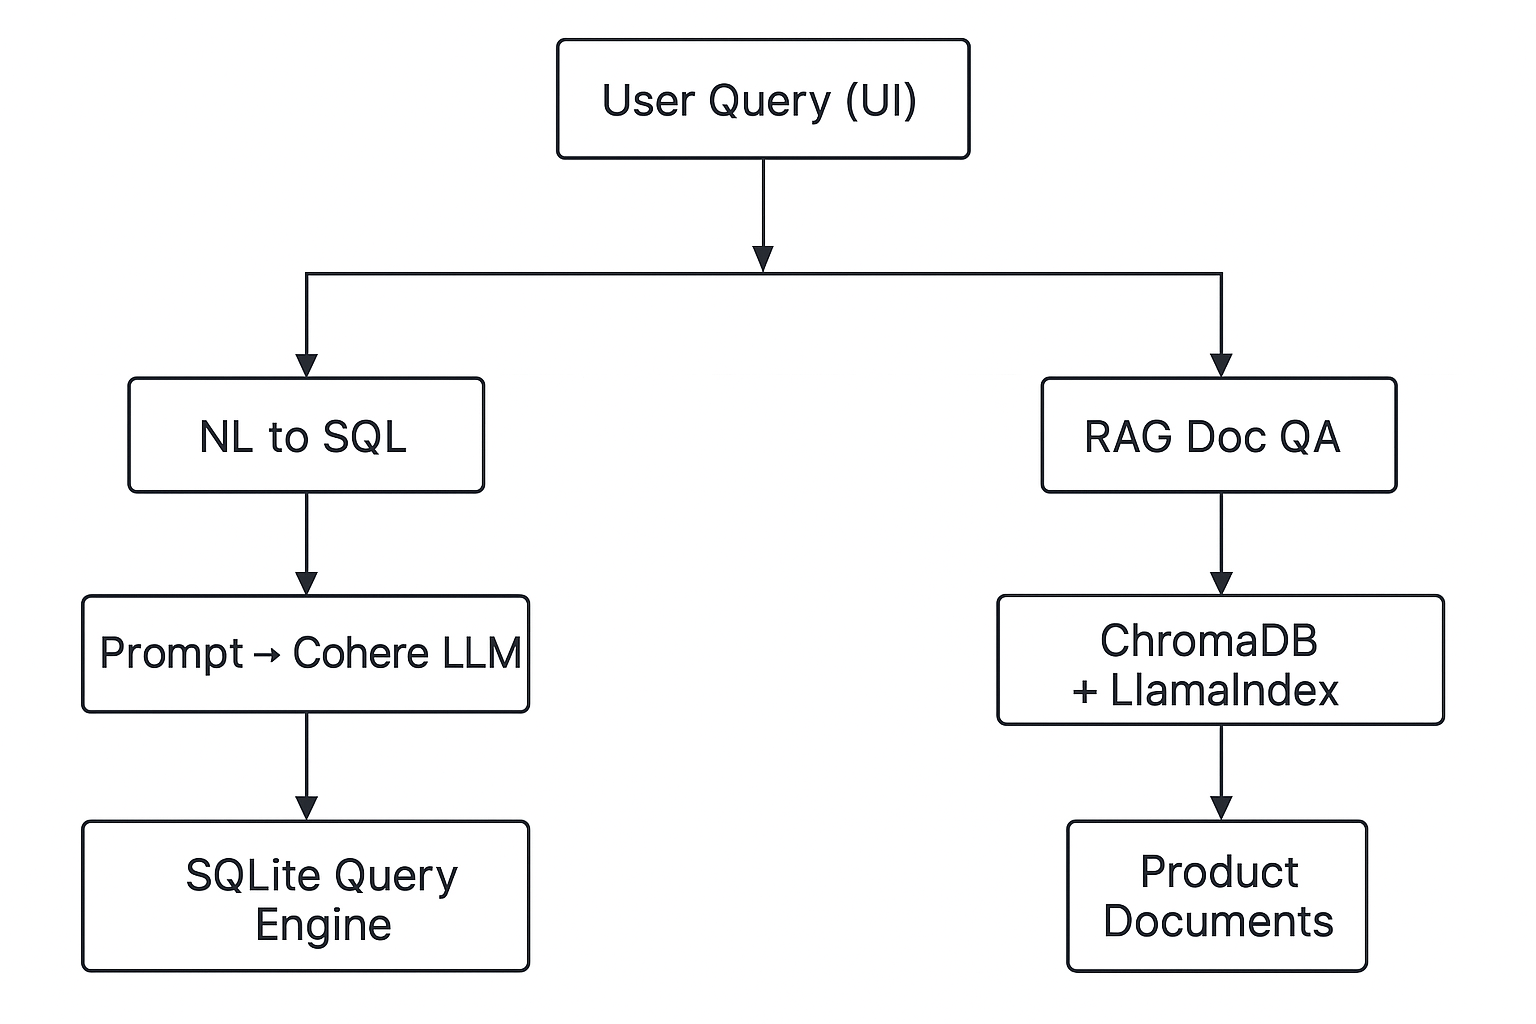 User Query (UI)
NL to SQL
RAG Doc QA
Prompt → Cohere LLM
ChromaDB
+ LlamaIndex
SQLite Query
Engine
Product
Documents